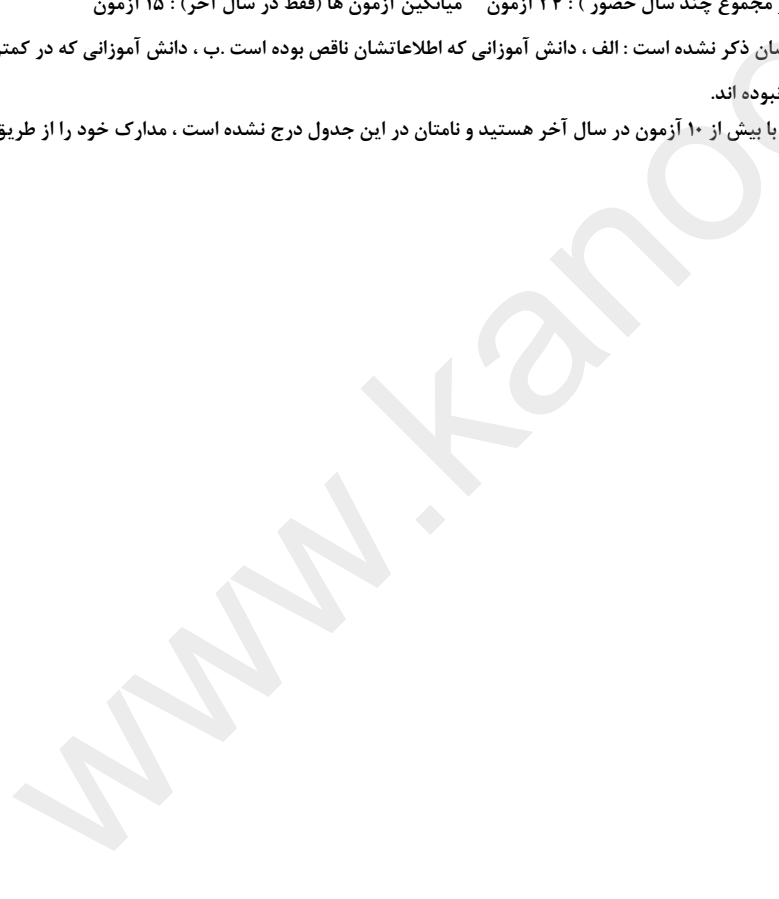 مجموع چند سال حضور ) : ۲۲ آزمون میانگین آزمون ها (فقط در سال آخر) : ۱۵ آزمون
ذکر نشده است : الف ، دانش آموزانی که اطلاعاتشان ناقص بوده است .ب ، دانش آموزانی که در
نبوده اند.
با بیش از ۱۰ آزمون در سال آخر هستید و نامتان در این جدول درج نشده است ، مدارک خود را از
www.kano